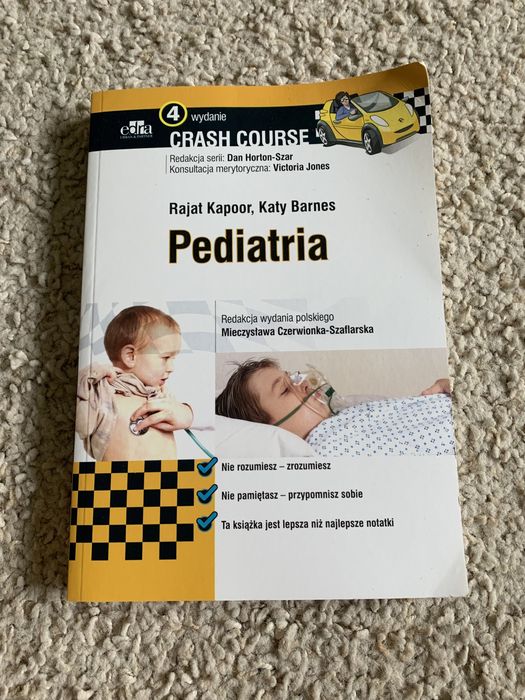 4 wydanie
edra
URBAN & PARTNER
CRASH COURSE
Redakcja serii: Dan Horton-Szar
Konsultacja merytoryczna: Victoria Jones
Rajat Kapoor, Katy Barnes
Pediatria
Redakcja wydania polskiego
Mieczysława Czerwionka-Szaflarska
Nie rozumiesz – zrozumiesz
Nie pamiętasz – przypomnisz sobie
Ta książka jest lepsza niż najlepsze notatki